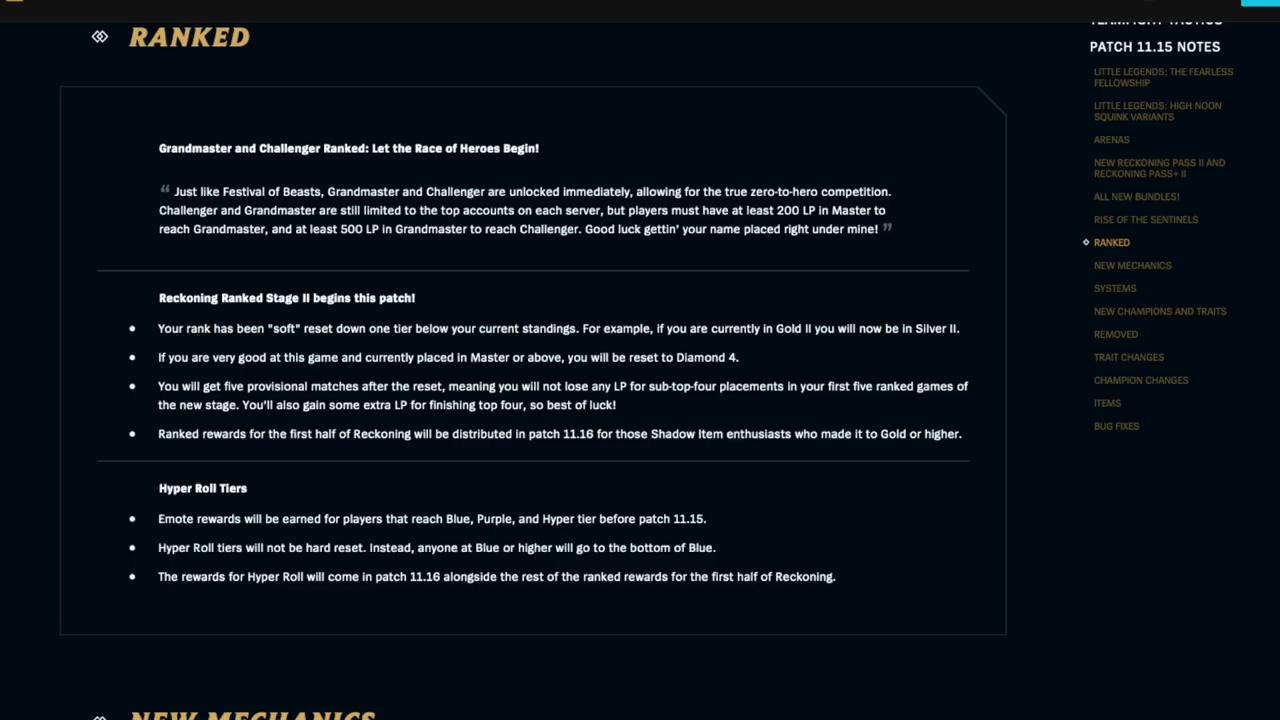 RANKED
Grandmaster and Challenger Ranked: Let the Race of Heroes Begin!
“ Just like Festival of Beasts, Grandmaster and Challenger are unlocked immediately, allowing for the true zero-to-hero competition.
Challenger and Grandmaster are still limited to the top accounts on each server, but players must have at least 200 LP in Master to
reach Grandmaster, and at least 500 LP in Grandmaster to reach Challenger. Good luck gettin’ your name placed right under mine! ”
Reckoning Ranked Stage II begins this patch!
Your rank has been "soft" reset down one tier below your current standings. For example, if you are currently in Gold II you will now be in Silver II.
If you are very good at this game and currently placed in Master or above, you will be reset to Diamond 4.
You will get five provisional matches after the reset, meaning you will not lose any LP for sub-top-four placements in your first five ranked games of
the new stage. You’ll also gain some extra LP for finishing top four, so best of luck!
Ranked rewards for the first half of Reckoning will be distributed in patch 11.16 for those Shadow Item enthusiasts who made it to Gold or higher.
Hyper Roll Tiers
Emote rewards will be earned for players that reach Blue, Purple, and Hyper tier before patch 11.15.
Hyper Roll tiers will not be hard reset. Instead, anyone at Blue or higher will go to the bottom of Blue.
The rewards for Hyper Roll will come in patch 11.16 alongside the rest of the ranked rewards for the first half of Reckoning.
NEW MECHANICS
TEAMFIGHT TACTICS
PATCH 11.15 NOTES
LITTLE LEGENDS: THE FEARLESS
FELLOWSHIP
LITTLE LEGENDS: HIGH NOON
SQUINK VARIANTS
ARENAS
NEW RECKONING PASS II AND
RECKONING PASS+ II
ALL NEW BUNDLES!
RISE OF THE SENTINELS
RANKED
NEW MECHANICS
SYSTEMS
NEW CHAMPIONS AND TRAITS
REMOVED
TRAIT CHANGES
CHAMPION CHANGES
ITEMS
BUG FIXES